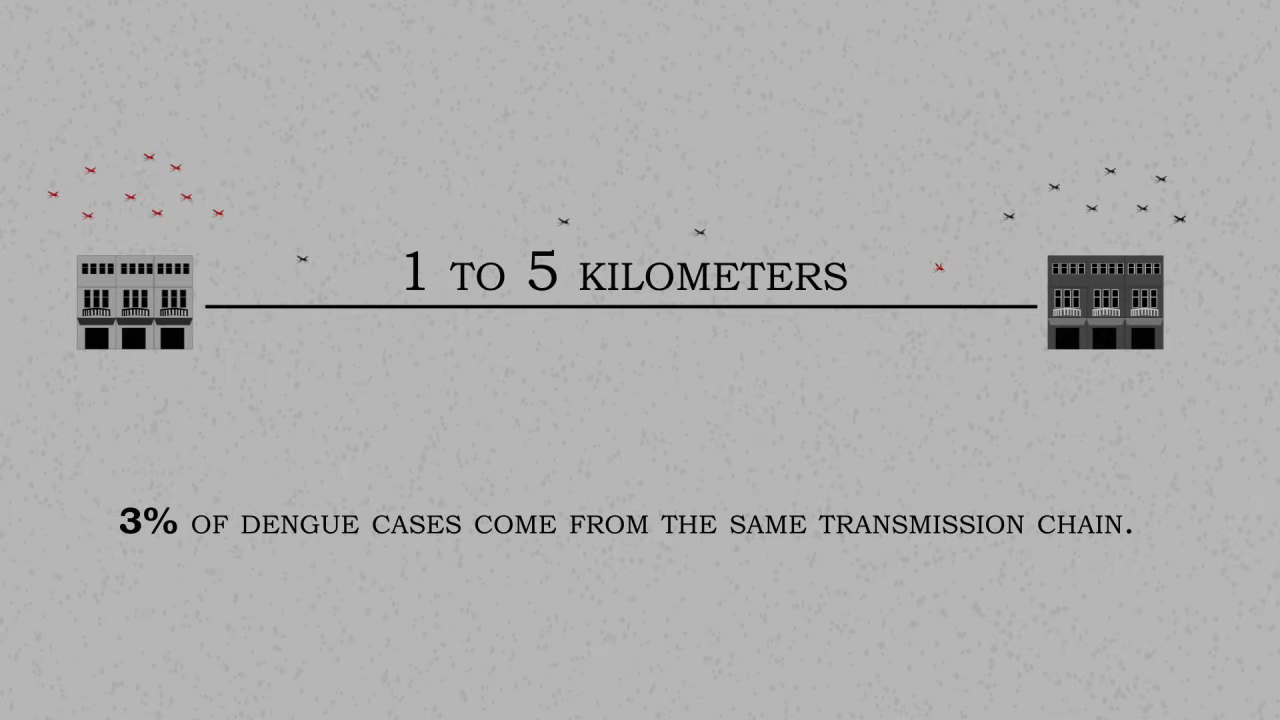 1 TO 5 KILOMETERS
3% OF DENGUE CASES COME FROM THE SAME TRANSMISSION CHAIN.